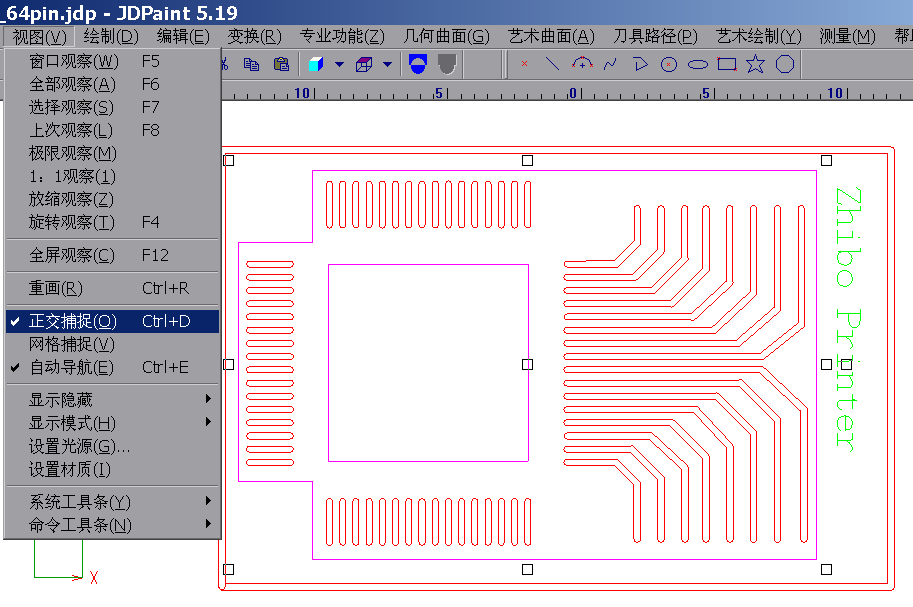 _64pin.jdp - JDPaint 5.19
视图(V) 绘制(D) 编辑(E) 变换(R) 专业功能(Z) 几何曲面(G) 艺术曲面(A) 刀具路径(P) 艺术绘制(Y) 测量(M)
窗口观察(W) F5
全部观察(A) F6
选择观察(S) F7
上次观察(L) F8
极限观察(M)
1：1观察(1)
放缩观察(Z)
旋转观察(T) F4
全屏观察(C) F12
重画(R) Ctrl+R
正交捕捉(O) Ctrl+D
网格捕捉(V)
自动导航(E) Ctrl+E
显示隐藏
显示模式(H)
设置光源(G)...
设置材质(I)
系统工具条(Y)
命令工具条(N)
10 5 0 5 10
Zhibo Printer
X